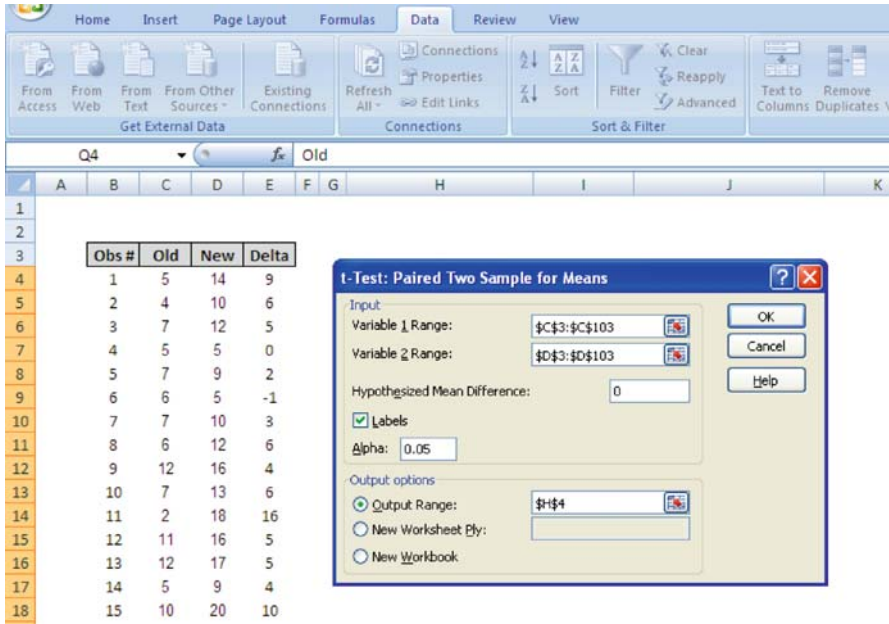 Home Insert Page Layout Formulas Data Review View
From Access
From Web
From Text
From Other Sources
Existing Connections
Get External Data
Refresh All
Connections
Properties
Edit Links
Connections
A Z
Z A
A Z Z A
Sort
Filter
Clear
Reapply
Advanced
Sort & Filter
Text to Columns
Remove Duplicates
Q4 fx Old
A B C D E F G H I J K
1
2
3 Obs # Old New Delta
4 1 5 14 9
5 2 4 10 6
6 3 7 12 5
7 4 5 5 0
8 5 7 9 2
9 6 6 5 -1
10 7 7 10 3
11 8 6 12 6
12 9 12 16 4
13 10 7 13 6
14 11 2 18 16
15 12 11 16 5
16 13 12 17 5
17 14 5 9 4
18 15 10 20 10
t-Test: Paired Two Sample for Means ? X
Input
Variable 1 Range: $C$3:$C$103
Variable 2 Range: $D$3:$D$103
Hypothesized Mean Difference: 0
Labels
Alpha: 0.05
Output options
Output Range: $H$4
New Worksheet Ply:
New Workbook
OK
Cancel
Help